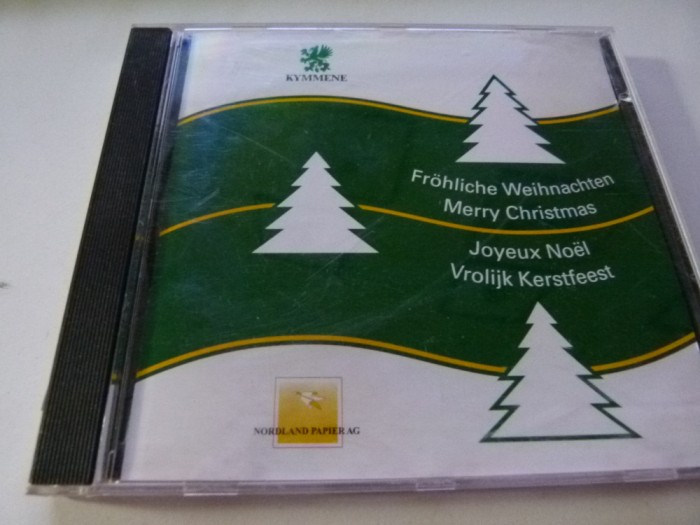 KYMMENE
Fröhliche Weihnachten
Merry Christmas
Joyeux Noël
Vrolijk Kerstfeest
NORDLAND PAPIER AG